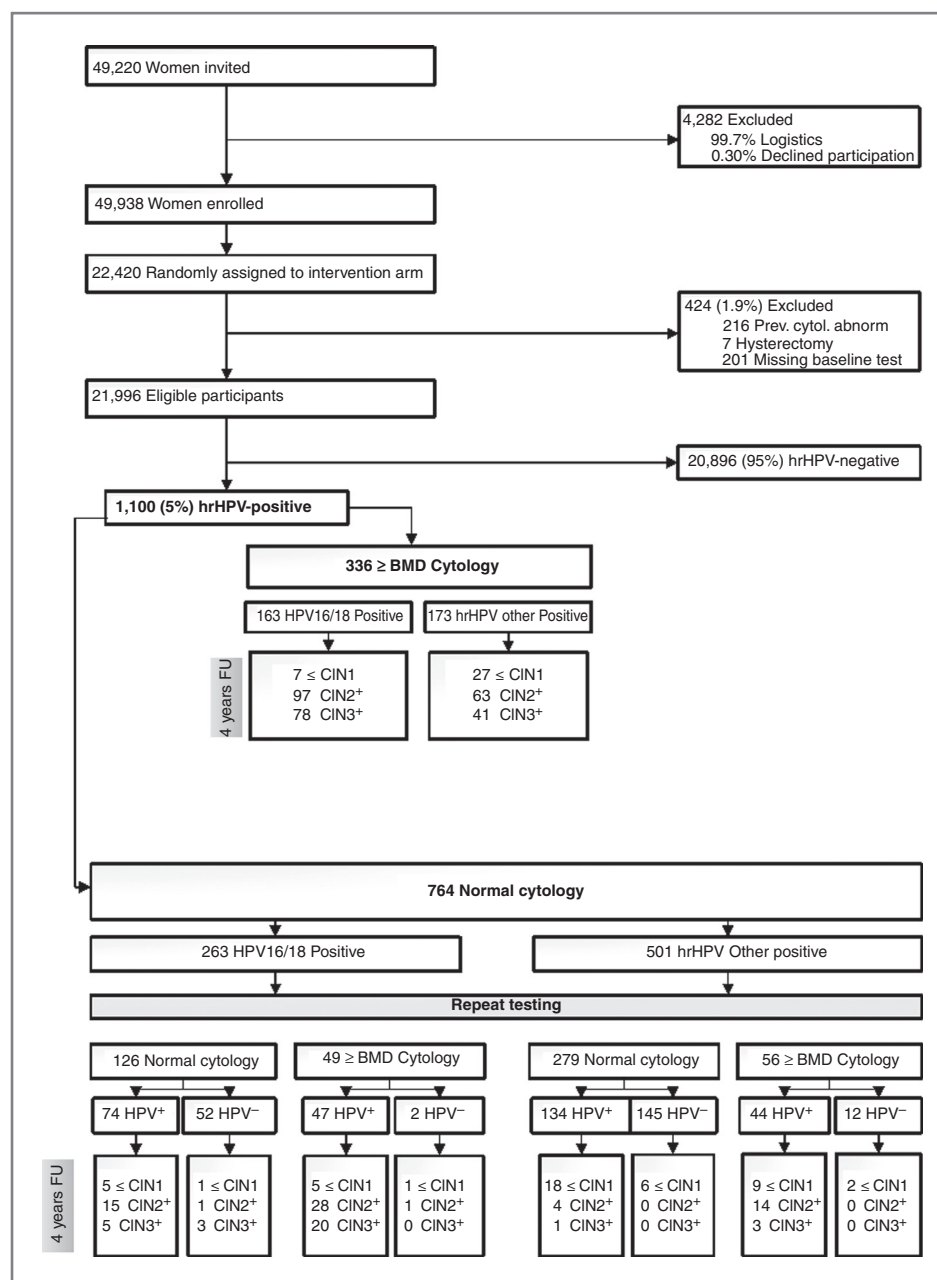 49,220 Women invited
4,282 Excluded
99.7% Logistics
0.30% Declined participation
49,938 Women enrolled
22,420 Randomly assigned to intervention arm
424 (1.9%) Excluded
216 Prev. cytol. abnorm
7 Hysterectomy
201 Missing baseline test
21,996 Eligible participants
20,896 (95%) hrHPV-negative
1,100 (5%) hrHPV-positive
336 ≥ BMD Cytology
163 HPV16/18 Positive
173 hrHPV other Positive
4 years FU
7 ≤ CIN1
97 CIN2+
78 CIN3+
27 ≤ CIN1
63 CIN2+
41 CIN3+
764 Normal cytology
263 HPV16/18 Positive
501 hrHPV Other positive
Repeat testing
126 Normal cytology
49 ≥ BMD Cytology
279 Normal cytology
56 ≥ BMD Cytology
74 HPV+
52 HPV−
47 HPV+
2 HPV−
134 HPV+
145 HPV−
44 HPV+
12 HPV−
4 years FU
5 ≤ CIN1
15 CIN2+
5 CIN3+
1 ≤ CIN1
1 CIN2+
3 CIN3+
5 ≤ CIN1
28 CIN2+
20 CIN3+
1 ≤ CIN1
1 CIN2+
0 CIN3+
18 ≤ CIN1
4 CIN2+
1 CIN3+
6 ≤ CIN1
0 CIN2+
0 CIN3+
9 ≤ CIN1
14 CIN2+
3 CIN3+
2 ≤ CIN1
0 CIN2+
0 CIN3+